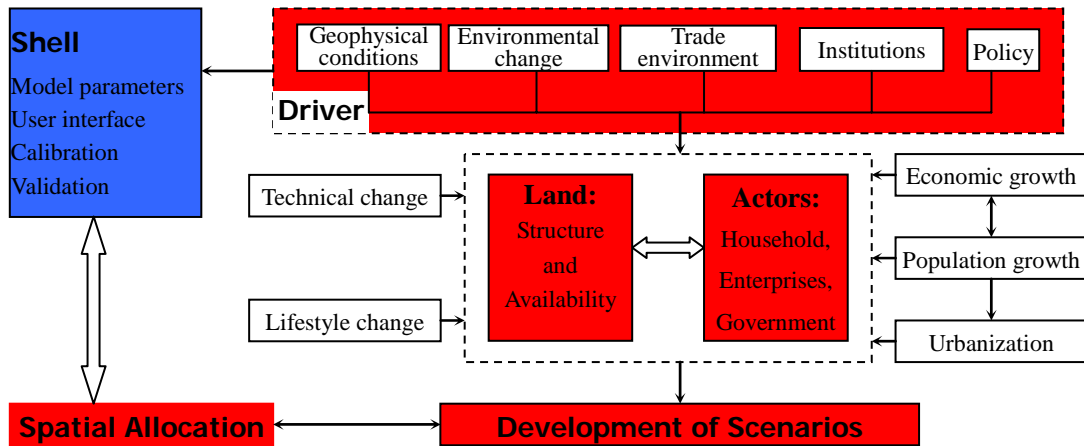 Shell
Model parameters
User interface
Calibration
Validation
Geophysical
conditions
Environmental
change
Trade
environment
Institutions
Policy
Driver
Technical change
Lifestyle change
Land:
Structure
and
Availability
Actors:
Household,
Enterprises,
Government
Economic growth
Population growth
Urbanization
Spatial Allocation
Development of Scenarios